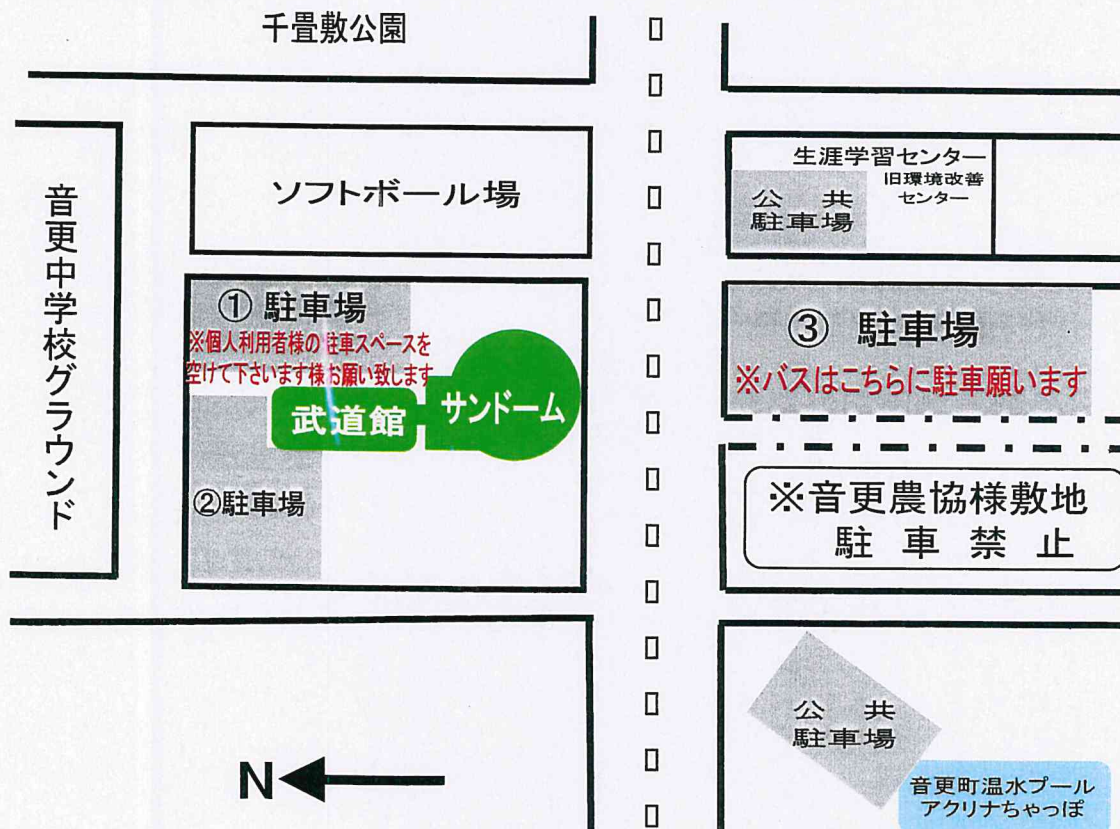 千畳敷公園
音更中学校グラウンド
ソフトボール場
生涯学習センター
旧環境改善
センター
公　共
駐車場
① 駐車場
※個人利用者様の駐車スペースを
空けて下さいます様お願い致します
武道館
サンドーム
②駐車場
③ 駐車場
※バスはこちらに駐車願います
※音更農協様敷地
駐 車 禁 止
公　共
駐車場
音更町温水プール
アクリナちゃっぽ
N